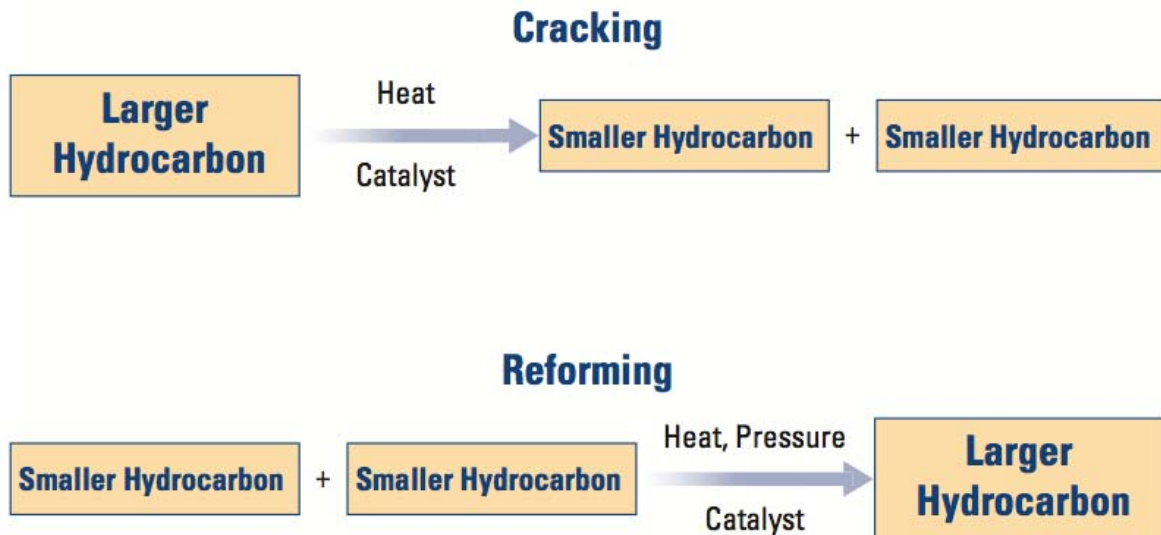 Cracking
Larger
Hydrocarbon
Heat
Catalyst
Smaller Hydrocarbon + Smaller Hydrocarbon
Reforming
Smaller Hydrocarbon + Smaller Hydrocarbon
Heat, Pressure
Catalyst
Larger
Hydrocarbon